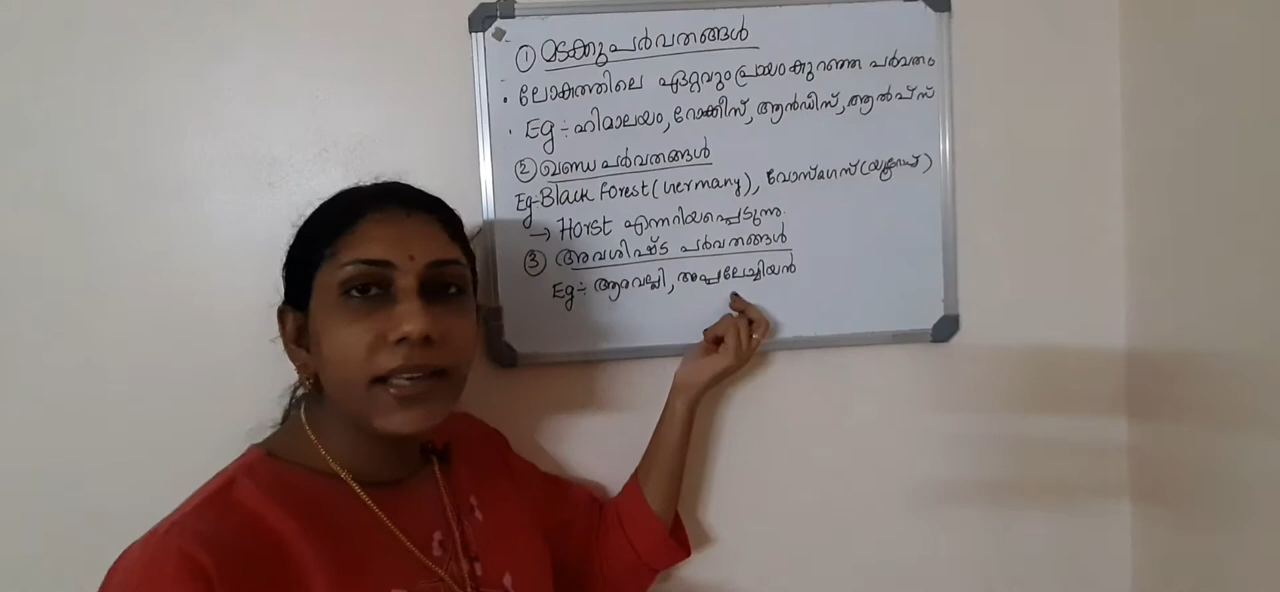 ① മടക്കുപർവതങ്ങൾ
• ലോകത്തിലെ ഏറ്റവും പ്രായം കുറഞ്ഞ പർവതം
• Eg ÷ ഹിമാലയം, റോക്കീസ്, ആൻഡീസ്, ആൽപ്സ്
② ഖണ്ഡ പർവതങ്ങൾ
Eg:- Black Forest (Germany), വോസ്ഗസ് (യൂറോപ്പ്)
→ Horst എന്നറിയപ്പെടുന്നു.
③ അവശിഷ്ട പർവതങ്ങൾ
Eg ÷ ആരവല്ലി, അപ്പലേച്ചിയൻ